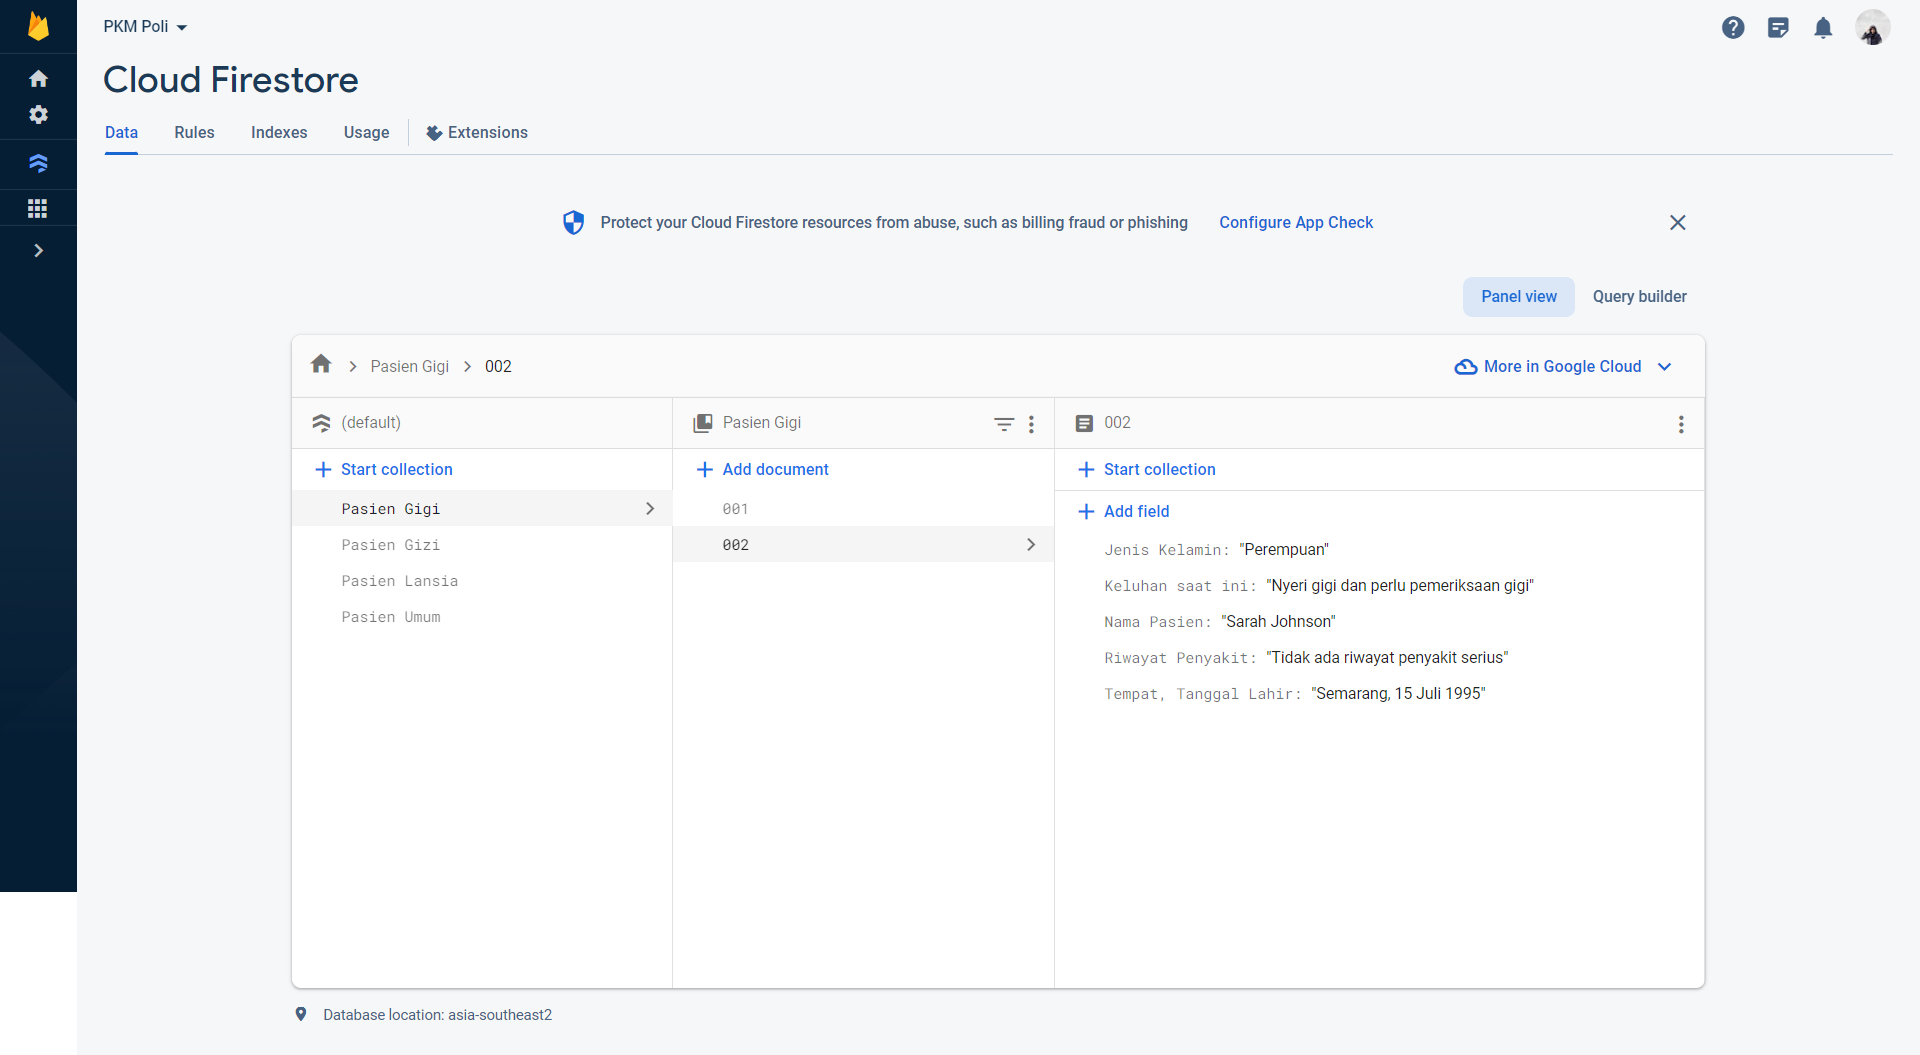 PKM Poli
Cloud Firestore
Data Rules Indexes Usage Extensions
Protect your Cloud Firestore resources from abuse, such as billing fraud or phishing Configure App Check
Panel view Query builder
Pasien Gigi 002 More in Google Cloud
(default) Pasien Gigi 002
Start collection Add document Start collection
Pasien Gigi 001 Add field
Pasien Gizi 002 Jenis Kelamin: "Perempuan"
Pasien Lansia Keluhan saat ini: "Nyeri gigi dan perlu pemeriksaan gigi"
Pasien Umum Nama Pasien: "Sarah Johnson"
Riwayat Penyakit: "Tidak ada riwayat penyakit serius"
Tempat, Tanggal Lahir: "Semarang, 15 Juli 1995"
Database location: asia-southeast2